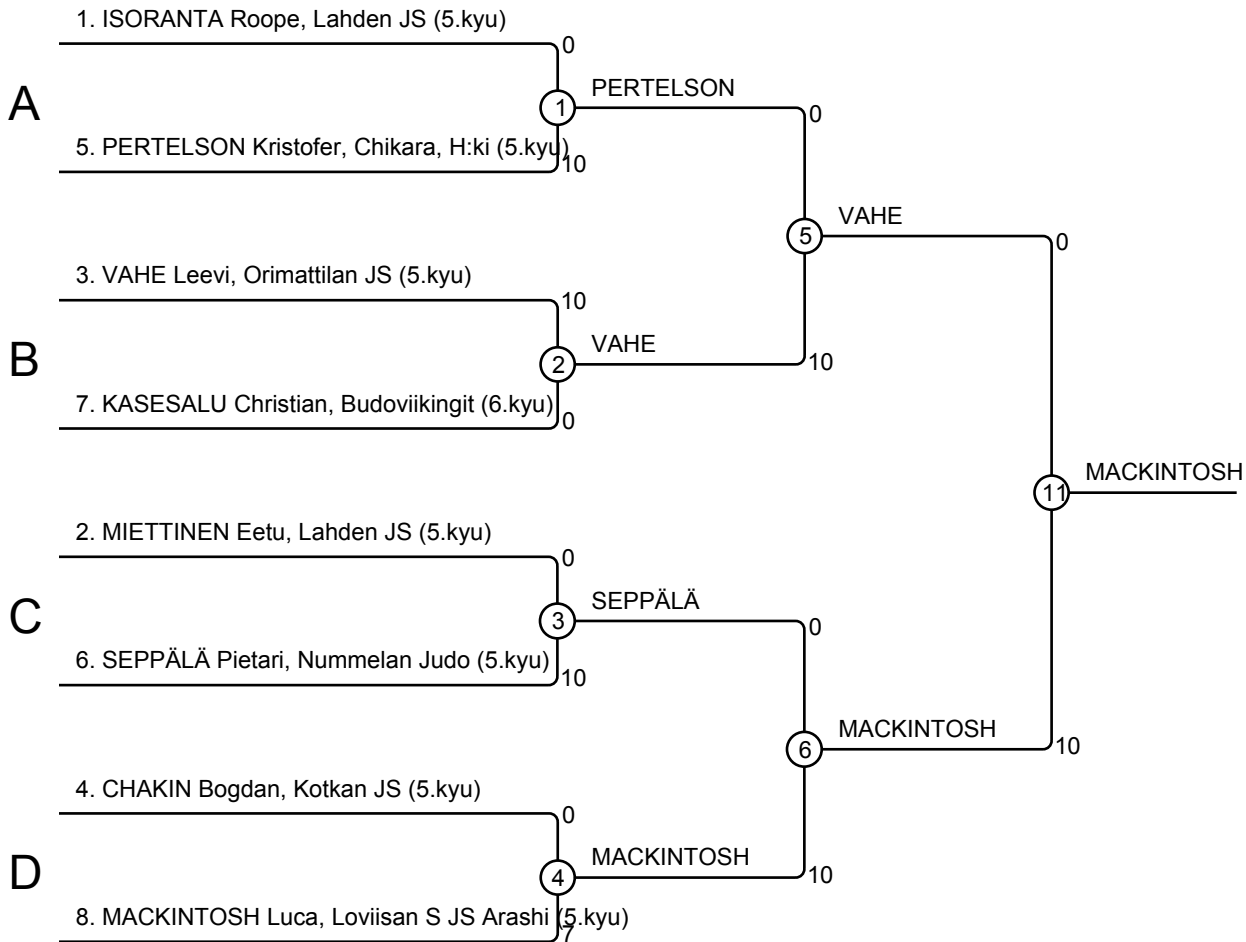 1. ISORANTA Roope, Lahden JS (5.kyu)
0
PERTELSON
A
1
0
5. PERTELSON Kristofer, Chikara, H:ki (5.kyu)
10
VAHE
5
0
3. VAHE Leevi, Orimattilan JS (5.kyu)
10
VAHE
B
2
10
7. KASESALU Christian, Budoviikingit (6.kyu)
0
MACKINTOSH
11
2. MIETTINEN Eetu, Lahden JS (5.kyu)
0
SEPPÄLÄ
C
3
0
6. SEPPÄLÄ Pietari, Nummelan Judo (5.kyu)
10
MACKINTOSH
6
10
4. CHAKIN Bogdan, Kotkan JS (5.kyu)
0
MACKINTOSH
D
4
10
8. MACKINTOSH Luca, Loviisan S JS Arashi (5.kyu)
7